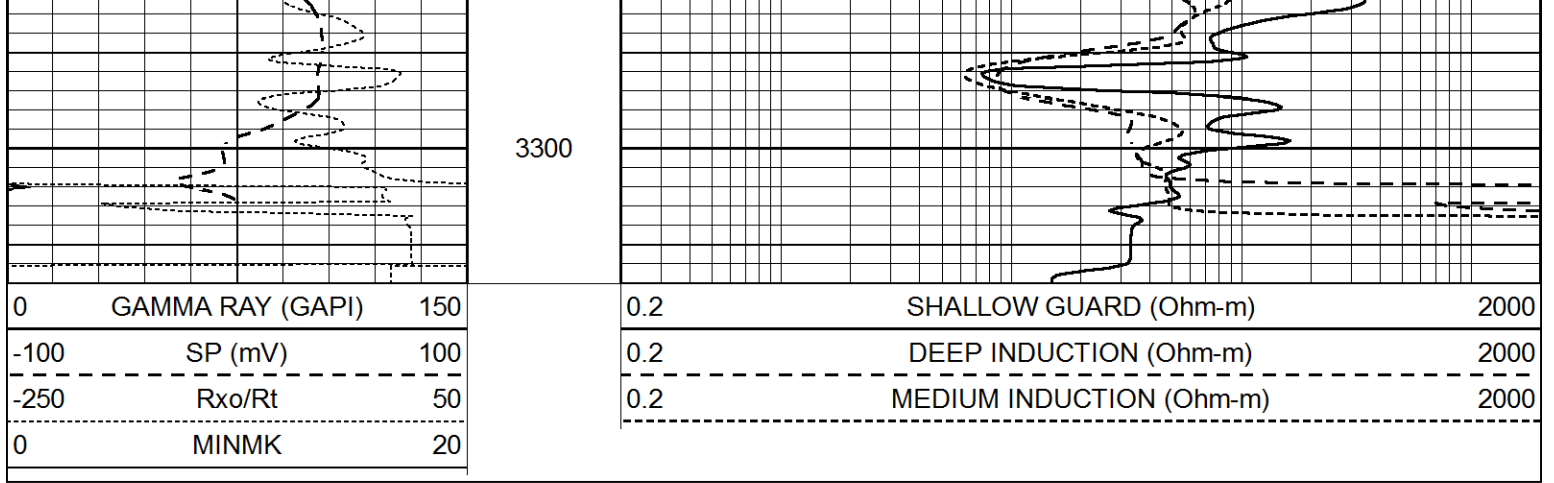 3300
0 GAMMA RAY (GAPI) 150
0.2 SHALLOW GUARD (Ohm-m) 2000
-100 SP (mV) 100
0.2 DEEP INDUCTION (Ohm-m) 2000
-250 Rxo/Rt 50
0.2 MEDIUM INDUCTION (Ohm-m) 2000
0 MINMK 20